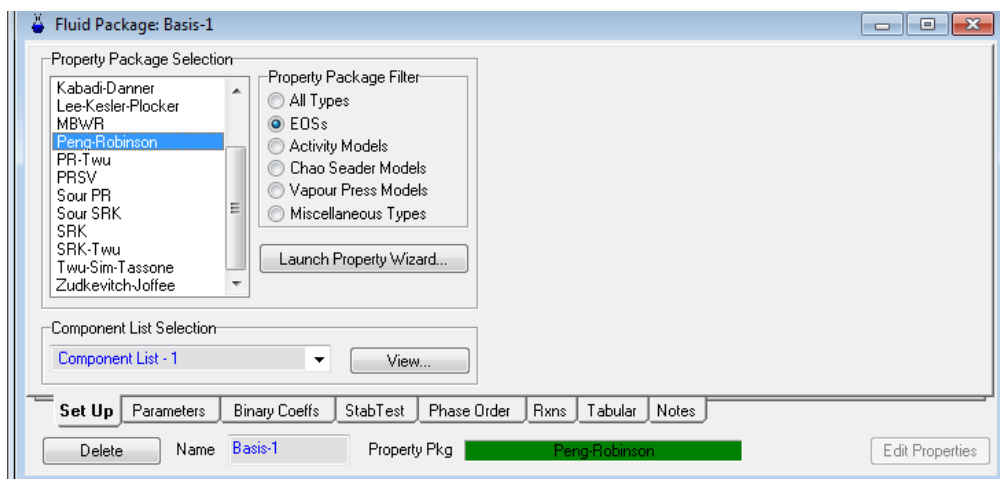 Fluid Package: Basis-1
Property Package Selection
Kabadi-Danner
Lee-Kesler-Plocker
MBWR
Peng-Robinson
PR-Twu
PRSV
Sour PR
Sour SRK
SRK
SRK-Twu
Twu-Sim-Tassone
Zudkevitch-Joffee
Property Package Filter
All Types
EOSs
Activity Models
Chao Seader Models
Vapour Press Models
Miscellaneous Types
Launch Property Wizard...
Component List Selection
Component List - 1
View...
Set Up Parameters Binary Coeffs StabTest Phase Order Rxns Tabular Notes
Delete Name Basis-1 Property Pkg Peng-Robinson Edit Properties